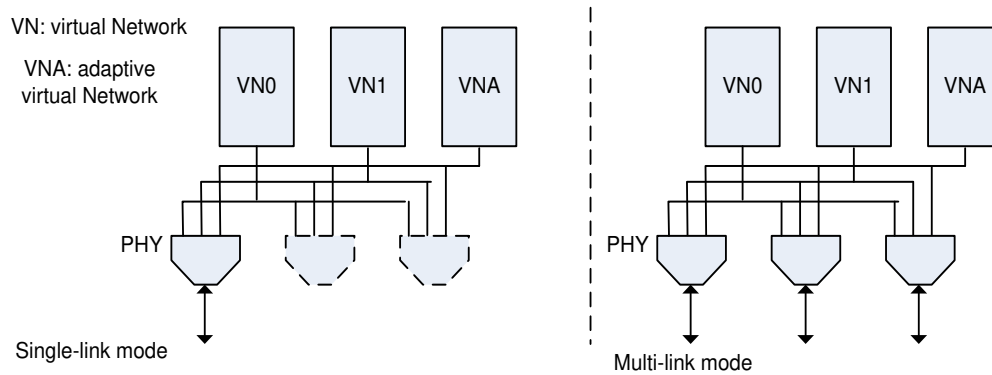 VN: virtual Network
VNA: adaptive
virtual Network
VN0
VN1
VNA
PHY
Single-link mode
VN0
VN1
VNA
PHY
Multi-link mode